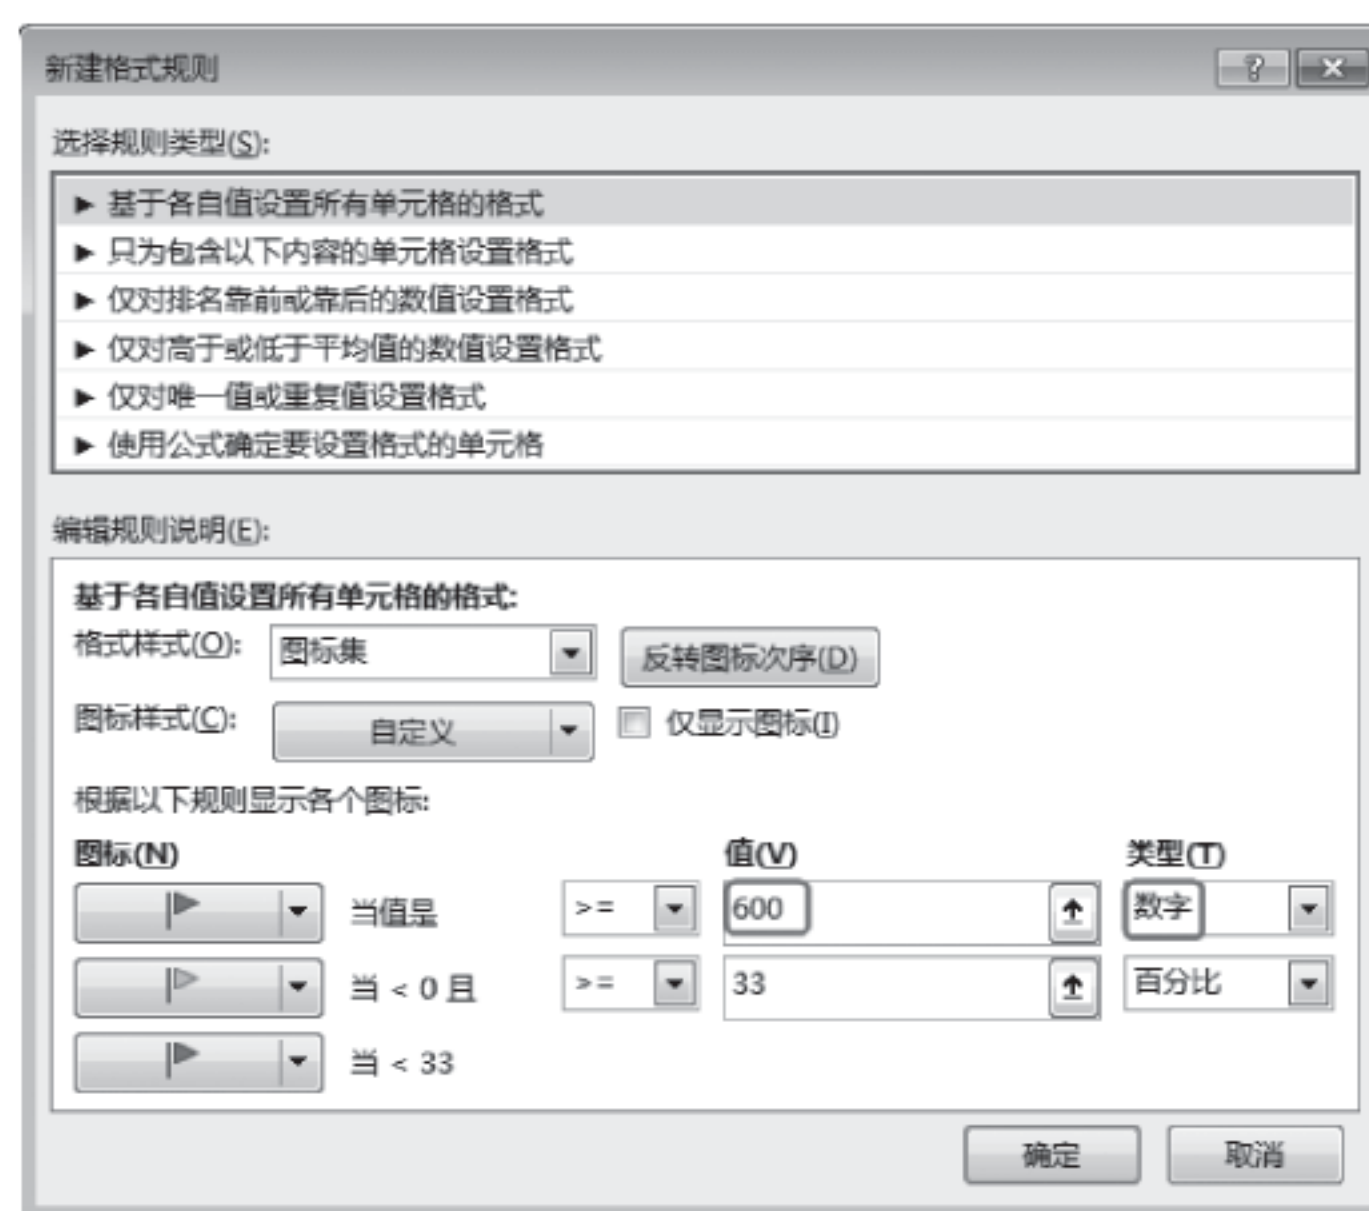 新建格式规则
选择规则类型(S):
► 基于各自值设置所有单元格的格式
► 只为包含以下内容的单元格设置格式
► 仅对排名靠前或靠后的数值设置格式
► 仅对高于或低于平均值的数值设置格式
► 仅对唯一值或重复值设置格式
► 使用公式确定要设置格式的单元格
编辑规则说明(E):
基于各自值设置所有单元格的格式:
格式样式(O): 图标集 反转图标次序(D)
图标样式(C): 自定义 仅显示图标(I)
根据以下规则显示各个图标:
图标(N) 值(V) 类型(T)
当值是 >= 600 数字
当 < 0 且 >= 33 百分比
当 < 33
确定 取消